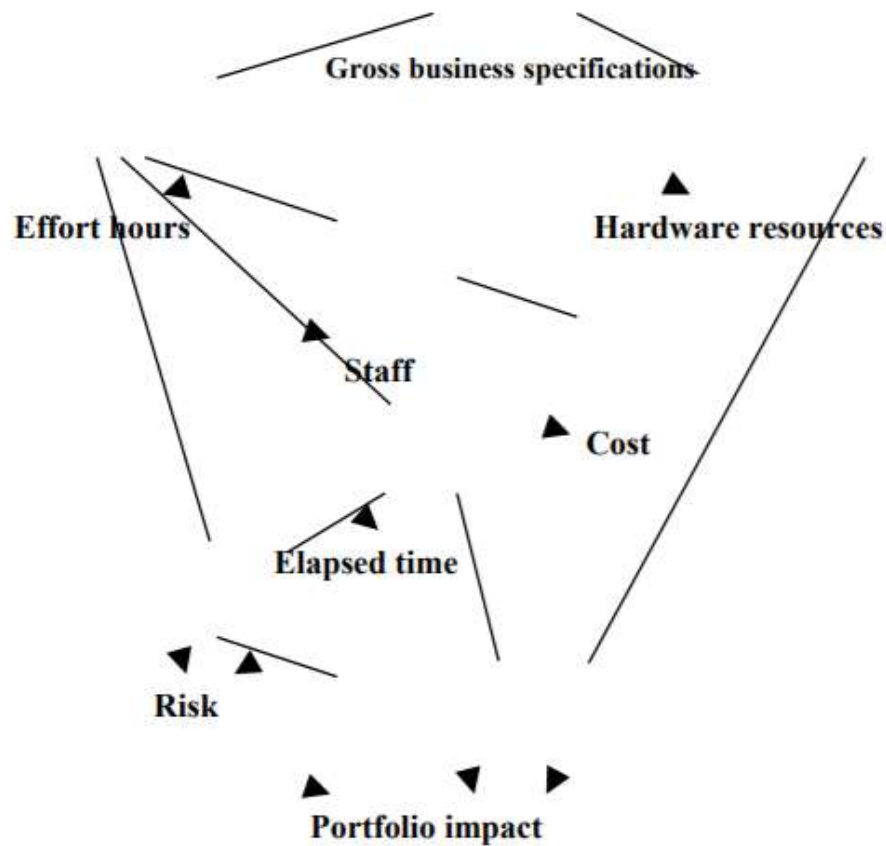 Gross business specifications
Effort hours
Hardware resources
Staff
Cost
Elapsed time
Risk
Portfolio impact